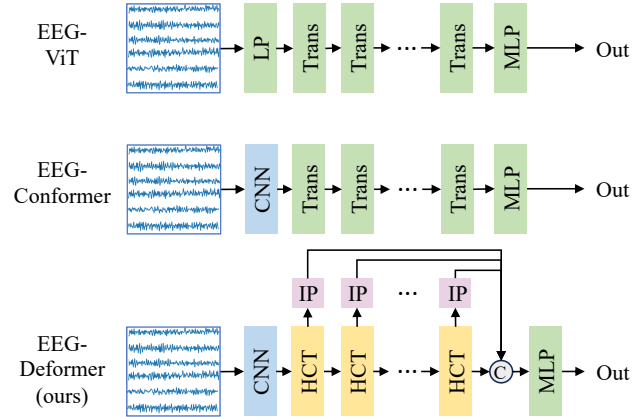 EEG-
ViT
LP
Trans
Trans
...
Trans
MLP
Out
EEG-
Conformer
CNN
Trans
Trans
...
Trans
MLP
Out
IP
IP
...
IP
EEG-
Deformer
(ours)
CNN
HCT
HCT
...
HCT
C
MLP
Out